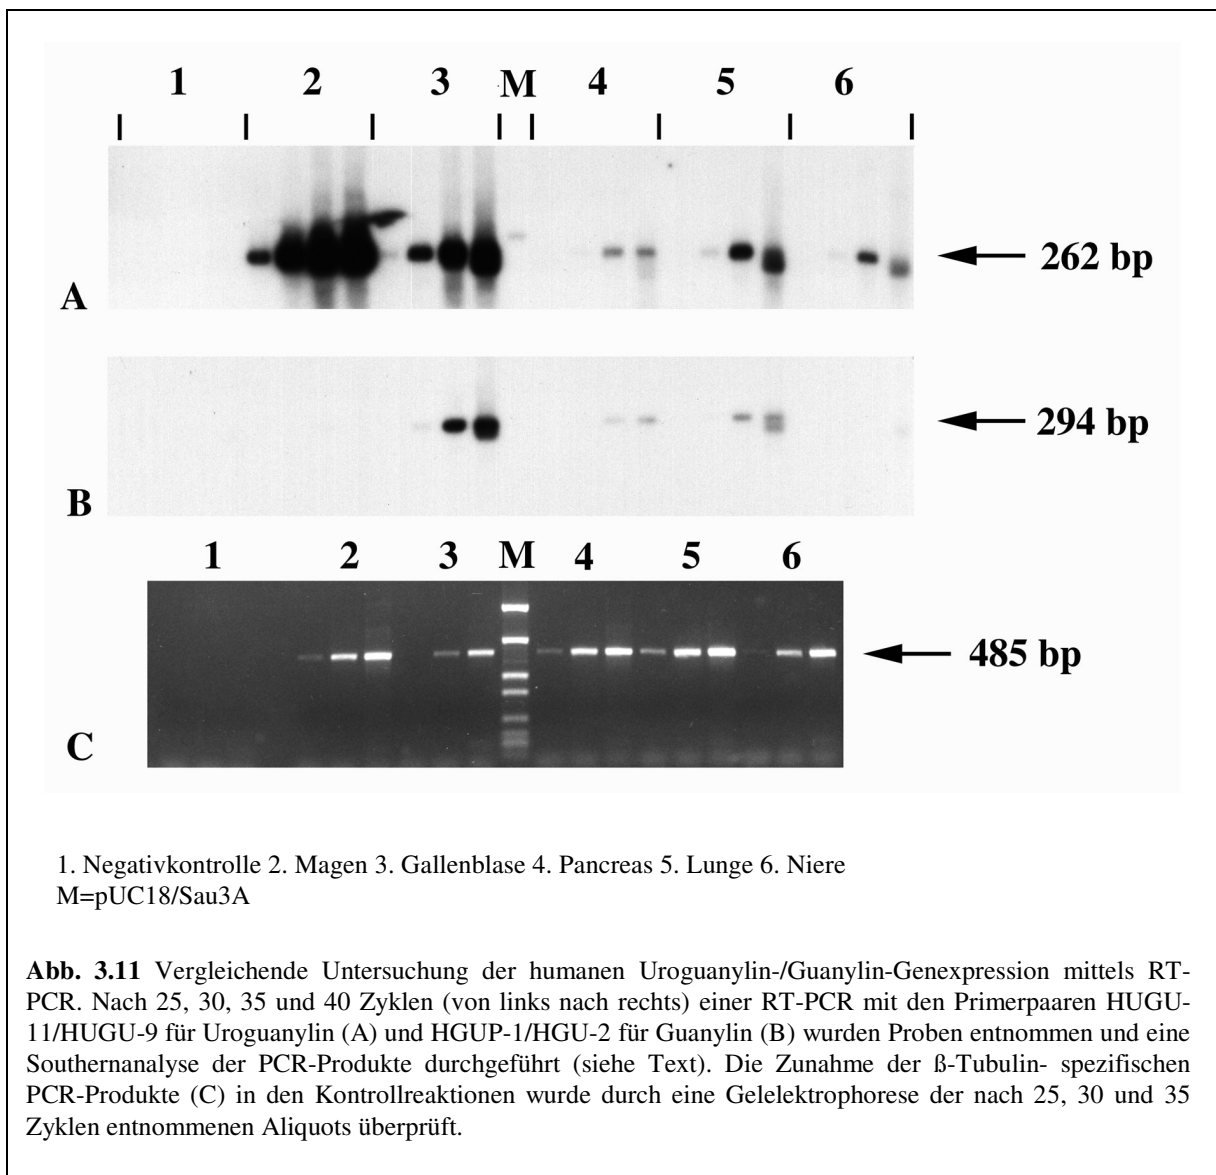 1 2 3 M 4 5 6
A
262 bp
B
294 bp
1 2 3 M 4 5 6
C
485 bp
1. Negativkontrolle 2. Magen 3. Gallenblase 4. Pancreas 5. Lunge 6. Niere
M=pUC18/Sau3A
Abb. 3.11 Vergleichende Untersuchung der humanen Uroguanylin-/Guanylin-Genexpression mittels RT-
PCR. Nach 25, 30, 35 und 40 Zyklen (von links nach rechts) einer RT-PCR mit den Primerpaaren HUGU-
11/HUGU-9 für Uroguanylin (A) und HGUP-1/HGU-2 für Guanylin (B) wurden Proben entnommen und eine
Southernanalyse der PCR-Produkte durchgeführt (siehe Text). Die Zunahme der ß-Tubulin- spezifischen
PCR-Produkte (C) in den Kontrollreaktionen wurde durch eine Gelelektrophorese der nach 25, 30 und 35
Zyklen entnommenen Aliquots überprüft.